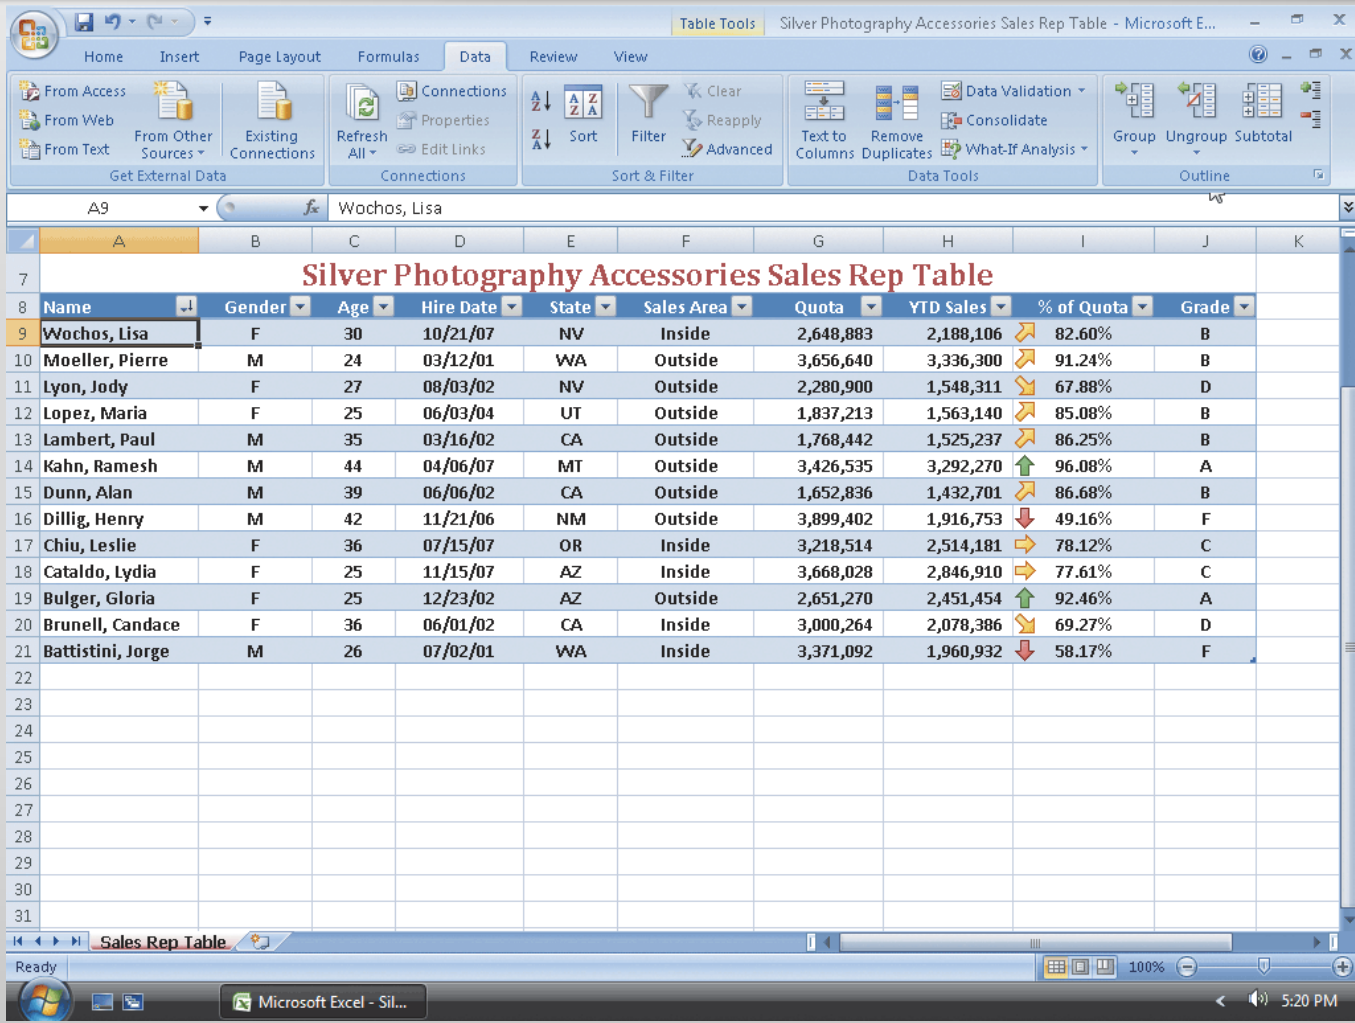 Table Tools Silver Photography Accessories Sales Rep Table - Microsoft E...
Home Insert Page Layout Formulas Data Review View
From Access
From Web
From Text
From Other Sources
Existing Connections
Get External Data
Refresh All
Connections
Properties
Edit Links
Connections
Sort
Filter
Clear
Reapply
Advanced
Sort & Filter
Text to Columns
Remove Duplicates
Data Validation
Consolidate
What-If Analysis
Data Tools
Group Ungroup Subtotal
Outline
A9 fx Wochos, Lisa
A B C D E F G H I J K
7 Silver Photography Accessories Sales Rep Table
8 Name Gender Age Hire Date State Sales Area Quota YTD Sales % of Quota Grade
9 Wochos, Lisa F 30 10/21/07 NV Inside 2,648,883 2,188,106 82.60% B
10 Moeller, Pierre M 24 03/12/01 WA Outside 3,656,640 3,336,300 91.24% B
11 Lyon, Jody F 27 08/03/02 NV Outside 2,280,900 1,548,311 67.88% D
12 Lopez, Maria F 25 06/03/04 UT Outside 1,837,213 1,563,140 85.08% B
13 Lambert, Paul M 35 03/16/02 CA Outside 1,768,442 1,525,237 86.25% B
14 Kahn, Ramesh M 44 04/06/07 MT Outside 3,426,535 3,292,270 96.08% A
15 Dunn, Alan M 39 06/06/02 CA Outside 1,652,836 1,432,701 86.68% B
16 Dillig, Henry M 42 11/21/06 NM Outside 3,899,402 1,916,753 49.16% F
17 Chiu, Leslie F 36 07/15/07 OR Inside 3,218,514 2,514,181 78.12% C
18 Cataldo, Lydia F 25 11/15/07 AZ Inside 3,668,028 2,846,910 77.61% C
19 Bulger, Gloria F 25 12/23/02 AZ Outside 2,651,270 2,451,454 92.46% A
20 Brunell, Candace F 36 06/01/02 CA Inside 3,000,264 2,078,386 69.27% D
21 Battistini, Jorge M 26 07/02/01 WA Inside 3,371,092 1,960,932 58.17% F
22
23
24
25
26
27
28
29
30
31
Sales Rep Table
Ready 100%
Microsoft Excel - Sil... 5:20 PM